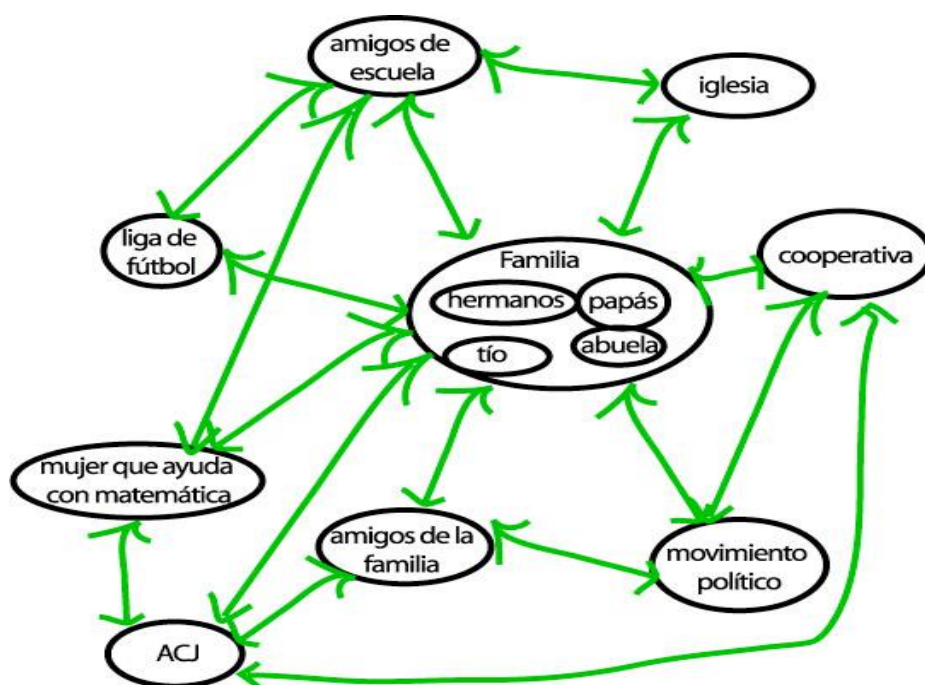 amigos de
escuela
iglesia
liga de
fútbol
Familia
cooperativa
hermanos
papás
tío
abuela
mujer que ayuda
con matemática
amigos de la
familia
movimiento
político
ACJ